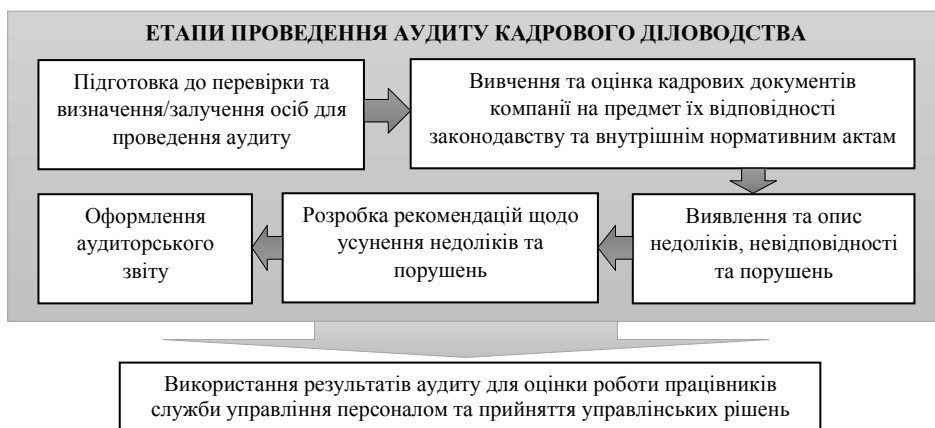 ЕТАПИ ПРОВЕДЕННЯ АУДИТУ КАДРОВОГО ДІЛОВОДСТВА
Підготовка до перевірки та
визначення/залучення осіб для
проведення аудиту
Вивчення та оцінка кадрових документів
компанії на предмет їх відповідності
законодавству та внутрішнім нормативним актам
Виявлення та опис
недоліків, невідповідності
та порушень
Розробка рекомендацій щодо
усунення недоліків та
порушень
Оформлення
аудиторського
звіту
Використання результатів аудиту для оцінки роботи працівників
служби управління персоналом та прийняття управлінських рішень